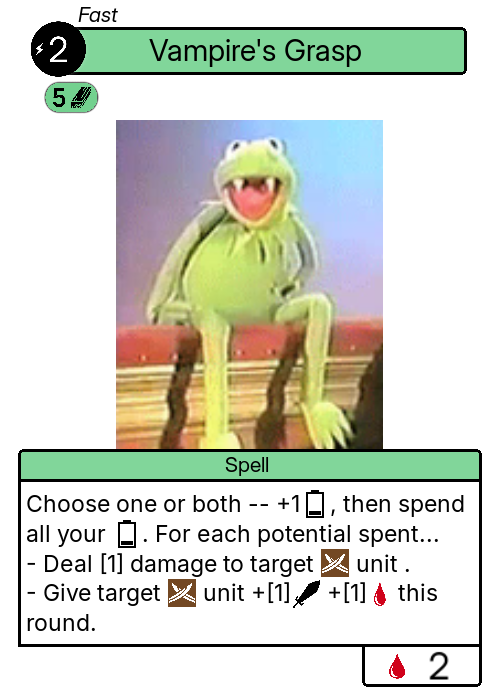 Fast
2
Vampire's Grasp
5
Spell
Choose one or both -- +1 , then spend
all your . For each potential spent...
- Deal [1] damage to target unit .
- Give target unit +[1] +[1] this
round.
2